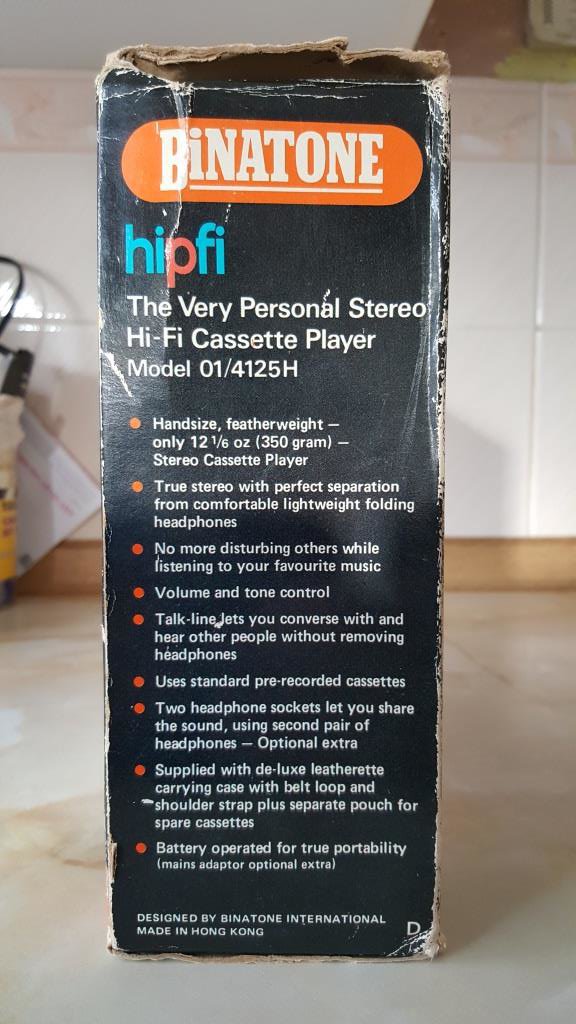 BiNATONE
hipfi
The Very Personal Stereo
Hi-Fi Cassette Player
Model 01/4125H
• Handsize, featherweight —
only 12 1/6 oz (350 gram) —
Stereo Cassette Player
• True stereo with perfect separation
from comfortable lightweight folding
headphones
• No more disturbing others while
listening to your favourite music
• Volume and tone control
• Talk-line lets you converse with and
hear other people without removing
headphones
• Uses standard pre-recorded cassettes
• Two headphone sockets let you share
the sound, using second pair of
headphones — Optional extra
• Supplied with de-luxe leatherette
carrying case with belt loop and
shoulder strap plus separate pouch for
spare cassettes
• Battery operated for true portability
(mains adaptor optional extra)
DESIGNED BY BINATONE INTERNATIONAL
MADE IN HONG KONG
D